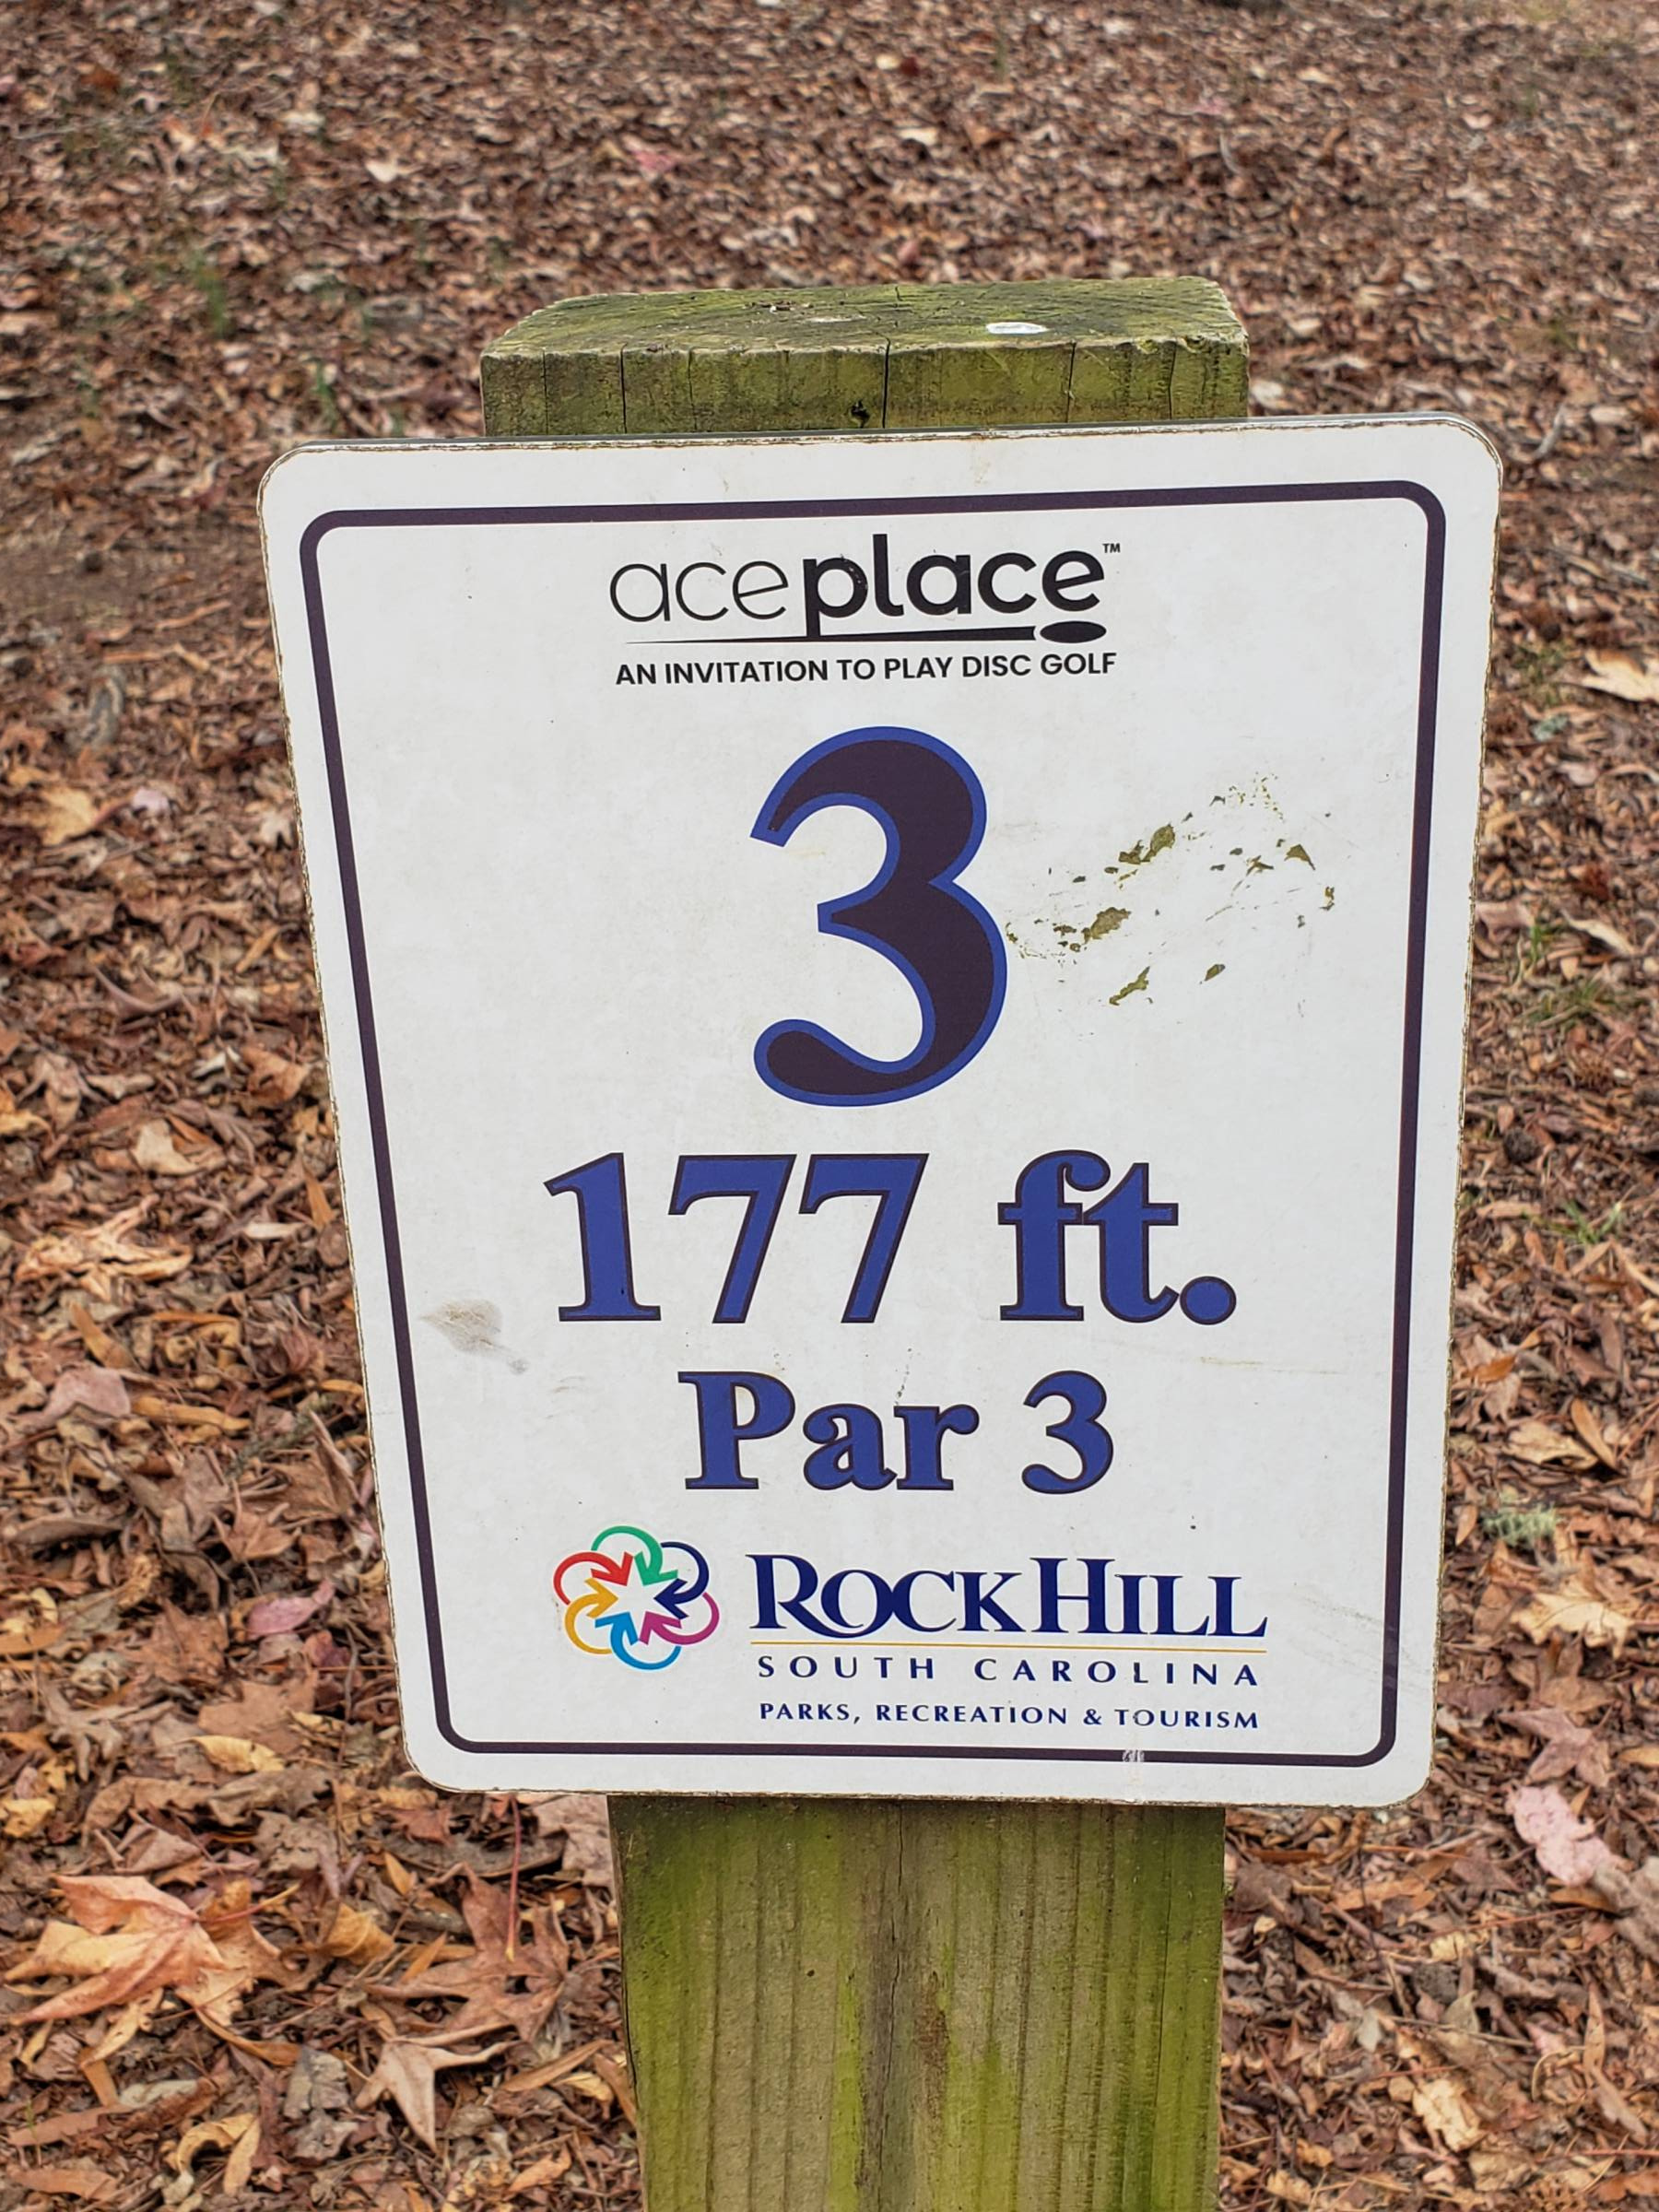 aceplace™
AN INVITATION TO PLAY DISC GOLF
3
177 ft.
Par 3
ROCK HILL
SOUTH CAROLINA
PARKS, RECREATION & TOURISM